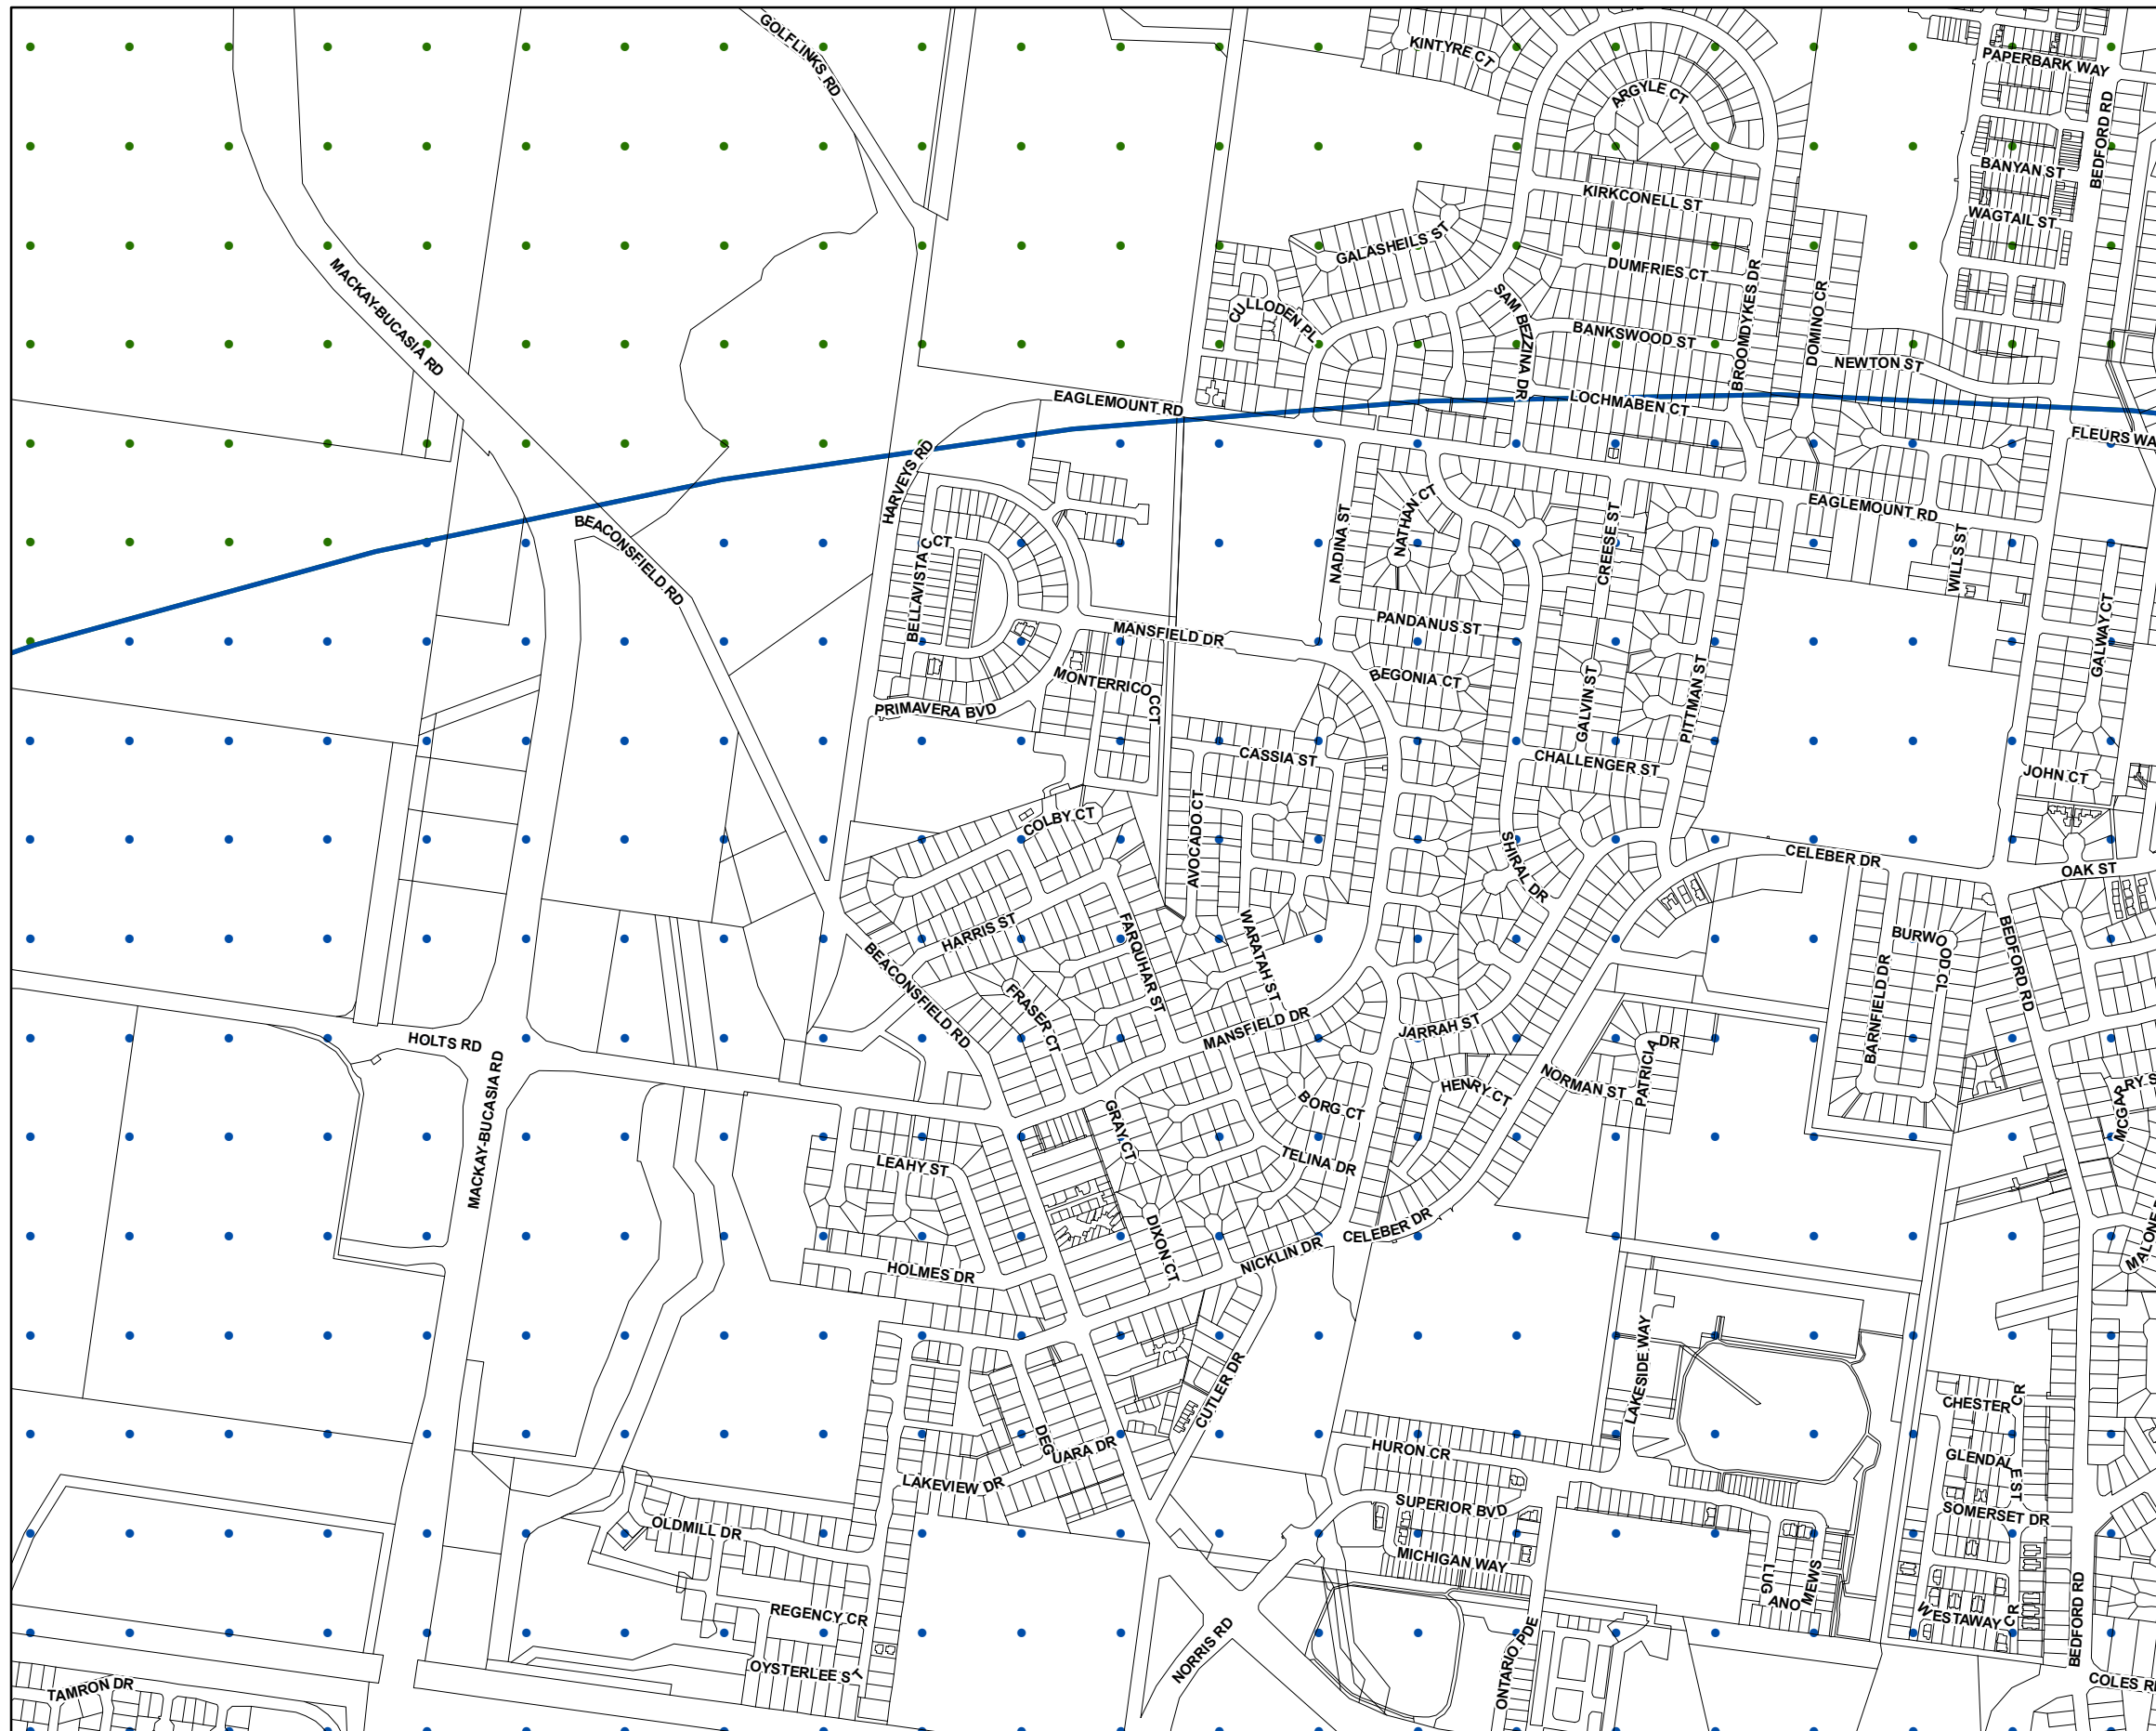 GOLF LINKS RD
KINTYRE CT
PAPERBARK WAY
ARGYLE CT
BEDFORD RD
BANYAN ST
KIRKCONELL ST
WAGTAIL ST
GALASHEILS ST
DUMFRIES CT
MACKAY-BUCASIA RD
CULLODEN PL
SAM BEZZINA DR
BROOMDYKES DR
DOMINO CR
BANKSWOOD ST
NEWTON ST
EAGLEMOUNT RD
LOCHMABEN CT
FLEURS WA
HARVEYS RD
NATHAN CT
EAGLEMOUNT RD
BEACONSFIELD RD
BELLAVISTA CCT
NADINA ST
CREESE ST
WILLS ST
MANSFIELD DR
PANDANUS ST
GALWAY CT
MONTERRICO CCT
BEGONIA CT
GALVIN ST
PITTMAN ST
PRIMAVERA BVD
CASSIA ST
CHALLENGER ST
JOHN CT
COLBY CT
AVOCADO CT
SHIRAL DR
CELEBER DR
OAK ST
HARRIS ST
FARQUHAR ST
WARATAH ST
BURWOOD CL
BEDFORD RD
BEACONSFIELD RD
FRASER CT
BARNFIELD DR
MANSFIELD DR
JARRAH ST
HOLTS RD
PATRICIA DR
MACKAY-BUCASIA RD
HENRY CT
NORMAN ST
GRAY CT
BORG CT
MCGARRY S
LEAHY ST
TELINA DR
DIXON CT
CELEBER DR
MALONE
HOLMES DR
NICKLIN DR
LAKESIDE WAY
CUTLER DR
CHESTER CR
DEGUARA DR
HURON CR
GLENDALE ST
LAKEVIEW DR
SUPERIOR BVD
SOMERSET DR
OLDMILL DR
MICHIGAN WAY
LUGANO MEWS
REGENCY CR
WESTAWAY CR
BEDFORD RD
NORRIS RD
ONTARIO PDE
OYSTERLEE ST
TAMRON DR
COLES R